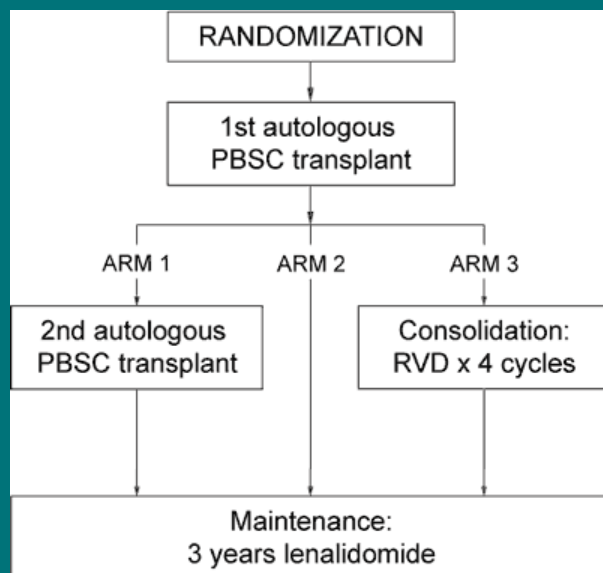 RANDOMIZATION
1st autologous
PBSC transplant
ARM 1
ARM 2
ARM 3
2nd autologous
PBSC transplant
Consolidation:
RVD x 4 cycles
Maintenance:
3 years lenalidomide